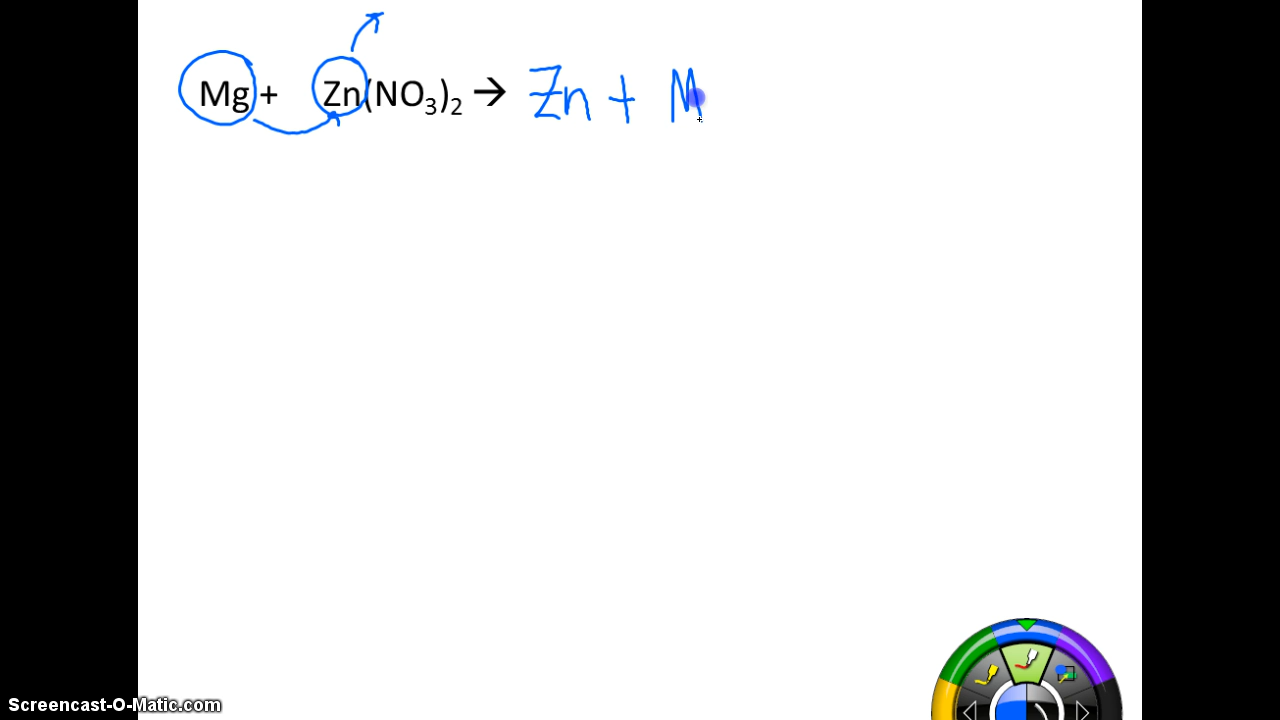 Mg + Zn(NO₃)₂ → Zn + M
Screencast-O-Matic.com